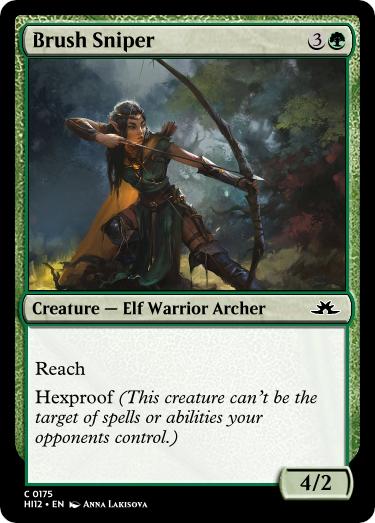 Brush Sniper 3
Creature — Elf Warrior Archer
Reach
Hexproof (This creature can't be the
target of spells or abilities your
opponents control.)
4/2
C 0175
HI12 • EN ANNA LAKISOVA